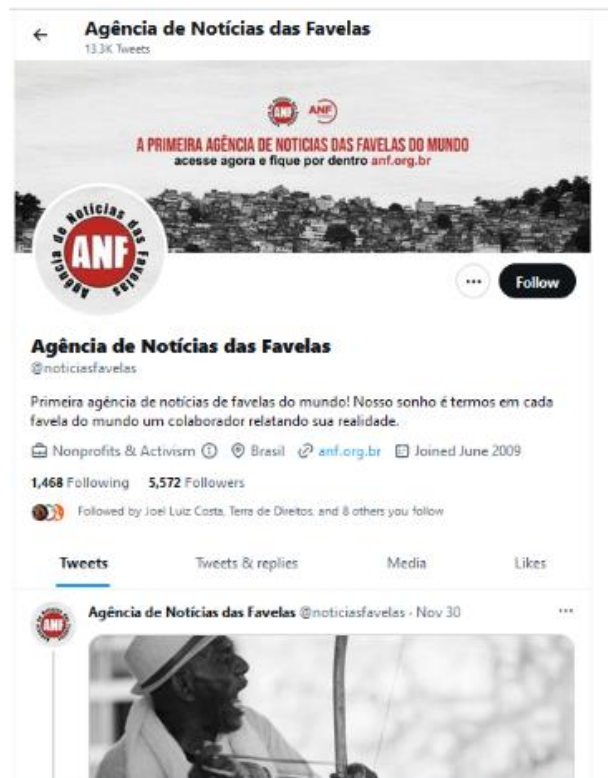 Agência de Notícias das Favelas
13.3K Tweets
ANF
ANF
A PRIMEIRA AGÊNCIA DE NOTICIAS DAS FAVELAS DO MUNDO
acesse agora e fique por dentro anf.org.br
Agência de Notícias das Favelas
ANF
Follow
Agência de Notícias das Favelas
@noticiasfavelas
Primeira agência de notícias de favelas do mundo! Nosso sonho é termos em cada
favela do mundo um colaborador relatando sua realidade.
Nonprofits & Activism Brasil anf.org.br Joined June 2009
1,468 Following 5,572 Followers
Followed by Joel Luiz Costa, Terra de Direitos, and 8 others you follow
Tweets Tweets & replies Media Likes
Agência de Notícias das Favelas @noticiasfavelas · Nov 30
ANF